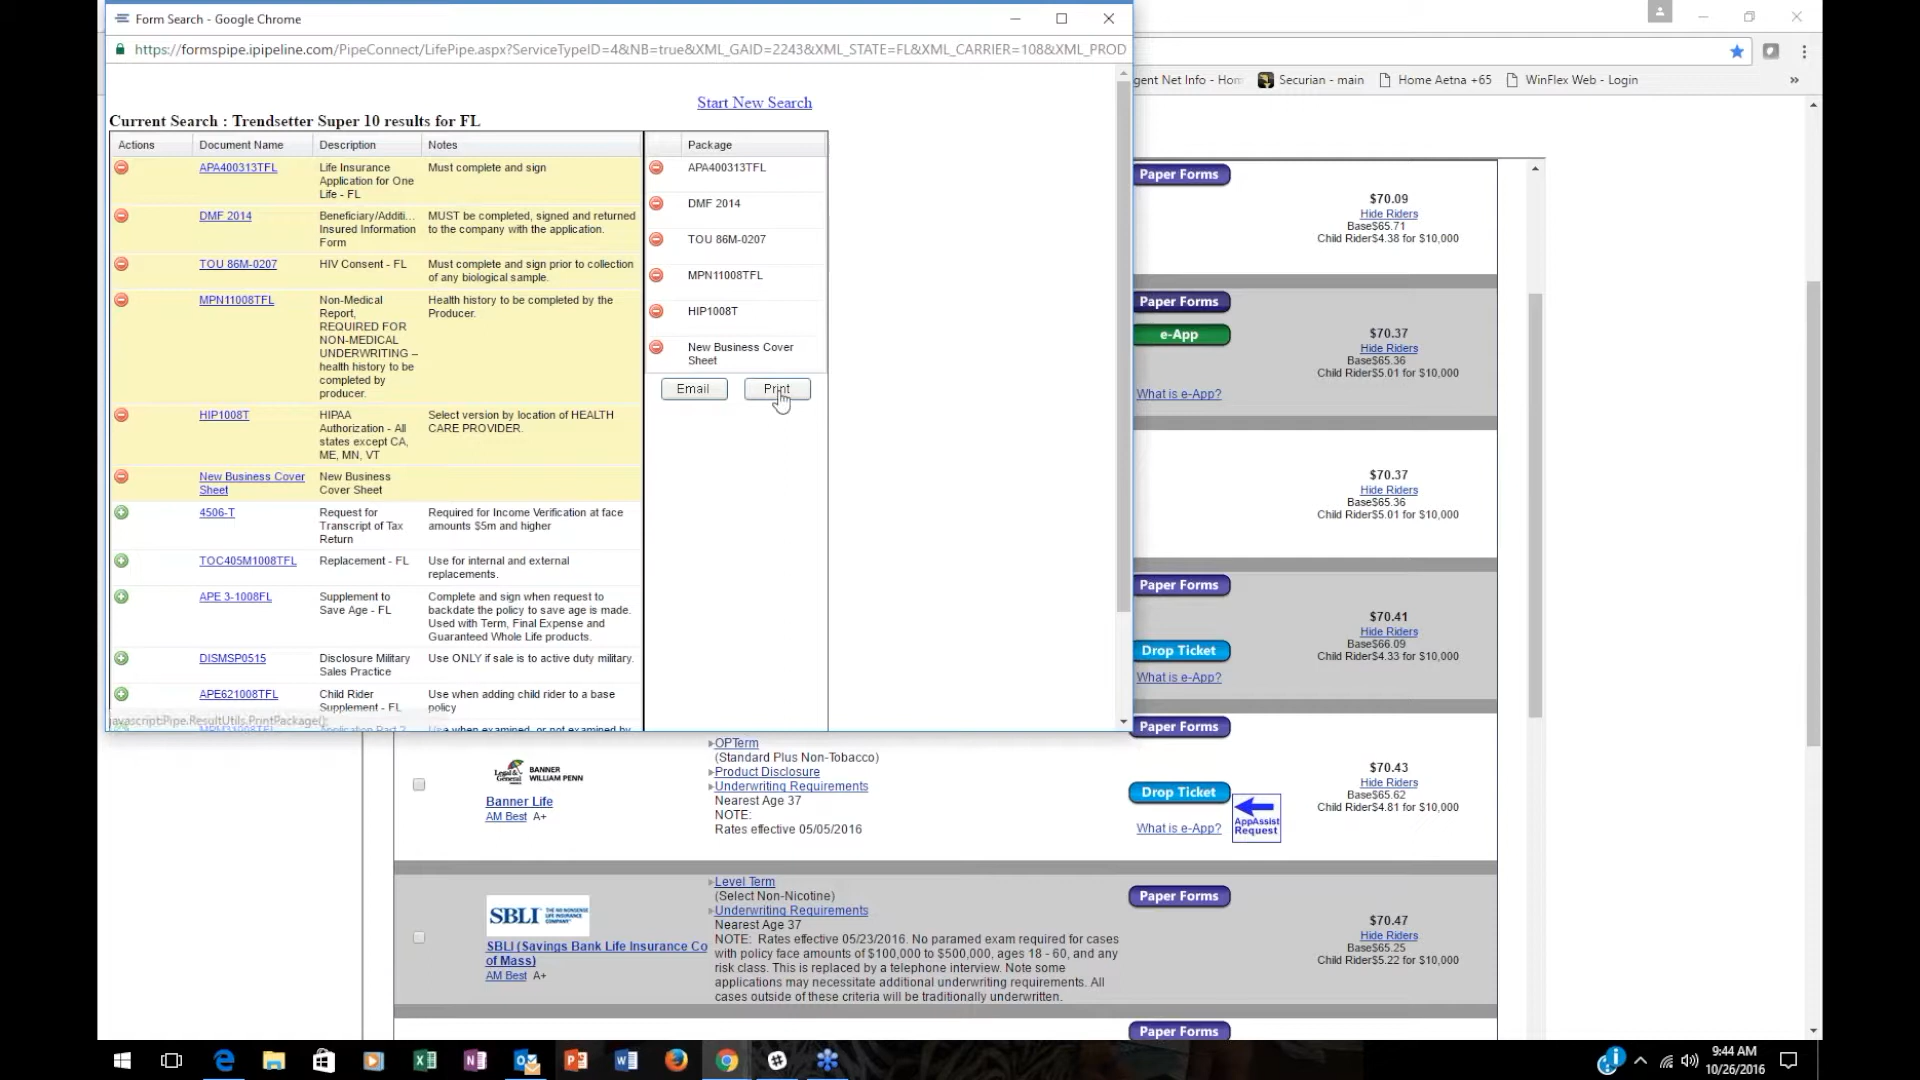 Form Search - Google Chrome
https://formspipe.ipipeline.com/PipeConnect/LifePipe.aspx?ServiceTypeID=4&NB=true&XML_GAID=2243&XML_STATE=FL&XML_CARRIER=108&XML_PROD
gent Net Info - Hom
Securian - main
Home Aetna +65
WinFlex Web - Login
»
Start New Search
Current Search : Trendsetter Super 10 results for FL
Actions Document Name Description Notes
APA400313TFL Life Insurance Must complete and sign
Application for One
Life - FL
DMF 2014 Beneficiary/Additi... MUST be completed, signed and returned
Insured Information to the company with the application.
Form
TOU 86M-0207 HIV Consent - FL Must complete and sign prior to collection
of any biological sample.
MPN11008TFL Non-Medical Health history to be completed by the
Report, Producer.
REQUIRED FOR
NON-MEDICAL
UNDERWRITING –
health history to be
completed by
producer.
HIP1008T HIPAA Select version by location of HEALTH
Authorization - All CARE PROVIDER.
states except CA,
ME, MN, VT
New Business Cover New Business
Sheet Cover Sheet
4506-T Request for Required for Income Verification at face
Transcript of Tax amounts $5m and higher
Return
TOC405M1008TFL Replacement - FL Use for internal and external
replacements.
APE 3-1008FL Supplement to Complete and sign when request to
Save Age - FL backdate the policy to save age is made.
Used with Term, Final Expense and
Guaranteed Whole Life products.
DISMSP0515 Disclosure Military Use ONLY if sale is to active duty military.
Sales Practice
APE621008TFL Child Rider Use when adding child rider to a base
Supplement - FL policy
javascript:Pipe.ResultUtils.PrintPackage();
Application Part 2 Use when examined, or not examined by
Package
APA400313TFL
DMF 2014
TOU 86M-0207
MPN11008TFL
HIP1008T
New Business Cover
Sheet
Email Print
Paper Forms
$70.09
Hide Riders
Base$65.71
Child Rider$4.38 for $10,000
Paper Forms
e-App
What is e-App?
$70.37
Hide Riders
Base$65.36
Child Rider$5.01 for $10,000
$70.37
Hide Riders
Base$65.36
Child Rider$5.01 for $10,000
Paper Forms
Drop Ticket
What is e-App?
$70.41
Hide Riders
Base$66.09
Child Rider$4.33 for $10,000
Paper Forms
Legal & General BANNER
WILLIAM PENN
Banner Life
AM Best A+
OPTerm
(Standard Plus Non-Tobacco)
Product Disclosure
Underwriting Requirements
Nearest Age 37
NOTE:
Rates effective 05/05/2016
Drop Ticket
What is e-App?
AppAssist
Request
$70.43
Hide Riders
Base$65.62
Child Rider$4.81 for $10,000
SBLI THE NO NONSENSE
LIFE INSURANCE
COMPANY
SBLI (Savings Bank Life Insurance Co
of Mass)
AM Best A+
Level Term
(Select Non-Nicotine)
Underwriting Requirements
Nearest Age 37
NOTE: Rates effective 05/23/2016. No paramed exam required for cases
with policy face amounts of $100,000 to $500,000, ages 18 - 60, and any
risk class. This is replaced by a telephone interview. Note some
applications may necessitate additional underwriting requirements. All
cases outside of these criteria will be traditionally underwritten.
Paper Forms
$70.47
Hide Riders
Base$65.25
Child Rider$5.22 for $10,000
Paper Forms
9:44 AM
10/26/2016